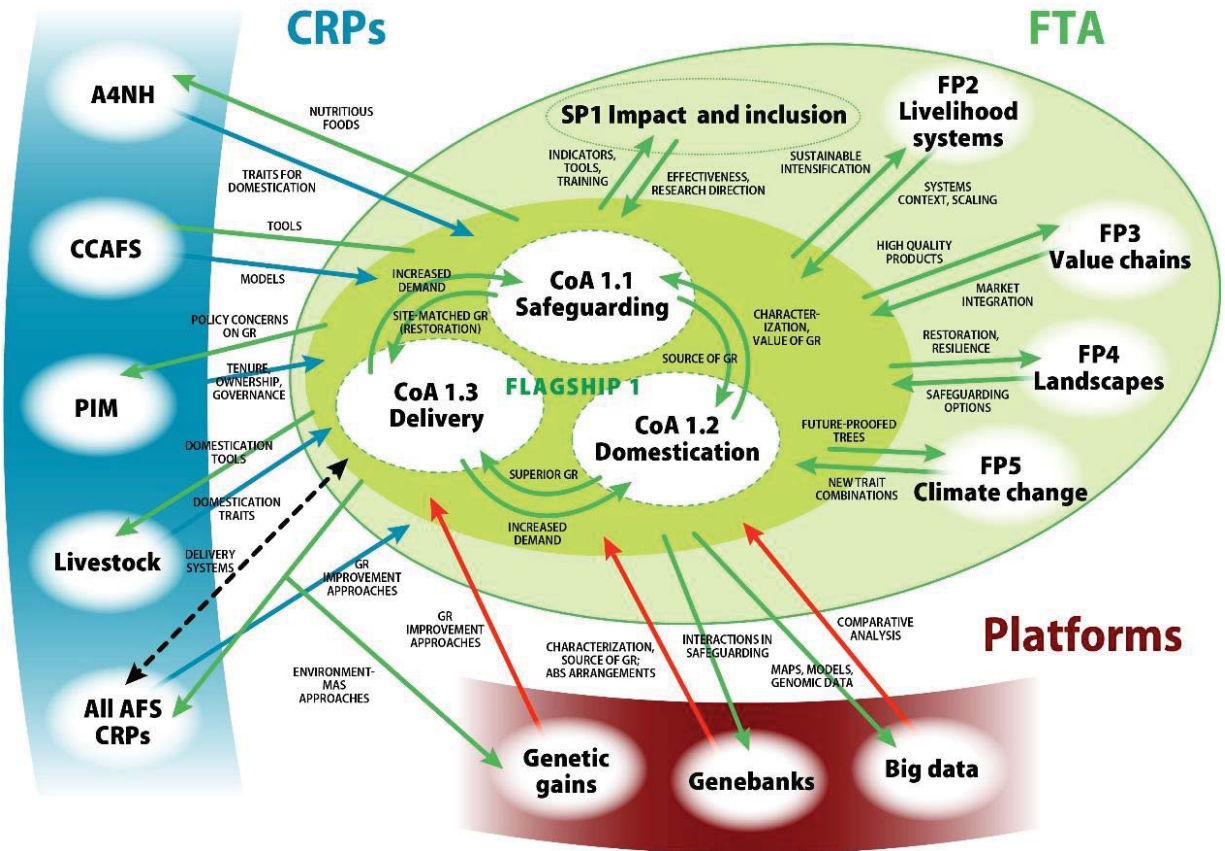 CRPs
FTA
A4NH
NUTRITIOUS
FOODS
TRAITS FOR
DOMESTICATION
CCAFS
TOOLS
MODELS
POLICY CONCERNS
ON GR
PIM
TENURE,
OWNERSHIP,
GOVERNANCE
DOMESTICATION
TOOLS
DOMESTICATION
TRAITS
Livestock
DELIVERY
SYSTEMS
GR
IMPROVEMENT
APPROACHES
All AFS
CRPs
ENVIRONMENT-
MAS
APPROACHES
SP1 Impact and inclusion
INDICATORS,
TOOLS,
TRAINING
EFFECTIVENESS,
RESEARCH DIRECTION
FP2
Livelihood
systems
SUSTAINABLE
INTENSIFICATION
SYSTEMS
CONTEXT, SCALING
FP3
Value chains
HIGH QUALITY
PRODUCTS
MARKET
INTEGRATION
FP4
Landscapes
RESTORATION,
RESILIENCE
SAFEGUARDING
OPTIONS
FP5
Climate change
FUTURE-PROOFED
TREES
NEW TRAIT
COMBINATIONS
CoA 1.1
Safeguarding
INCREASED
DEMAND
SITE-MATCHED GR
(RESTORATION)
CHARACTER-
IZATION,
VALUE OF GR
SOURCE OF GR
FLAGSHIP 1
CoA 1.3
Delivery
CoA 1.2
Domestication
SUPERIOR GR
INCREASED
DEMAND
GR
IMPROVEMENT
APPROACHES
CHARACTERIZATION,
SOURCE OF GR;
ABS ARRANGEMENTS
INTERACTIONS IN
SAFEGUARDING
MAPS, MODELS,
GENOMIC DATA
COMPARATIVE
ANALYSIS
Platforms
Genetic
gains
Genebanks
Big data